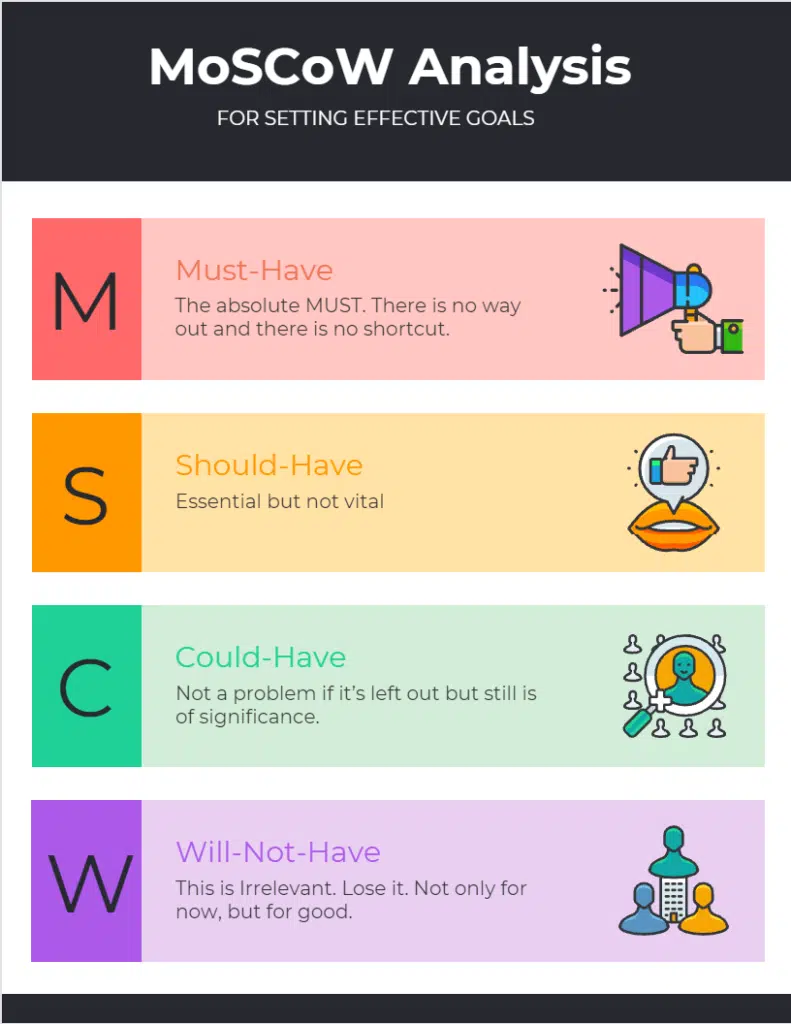 MoSCoW Analysis
FOR SETTING EFFECTIVE GOALS
M
Must-Have
The absolute MUST. There is no way
out and there is no shortcut.
S
Should-Have
Essential but not vital
C
Could-Have
Not a problem if it’s left out but still is
of significance.
W
Will-Not-Have
This is Irrelevant. Lose it. Not only for
now, but for good.